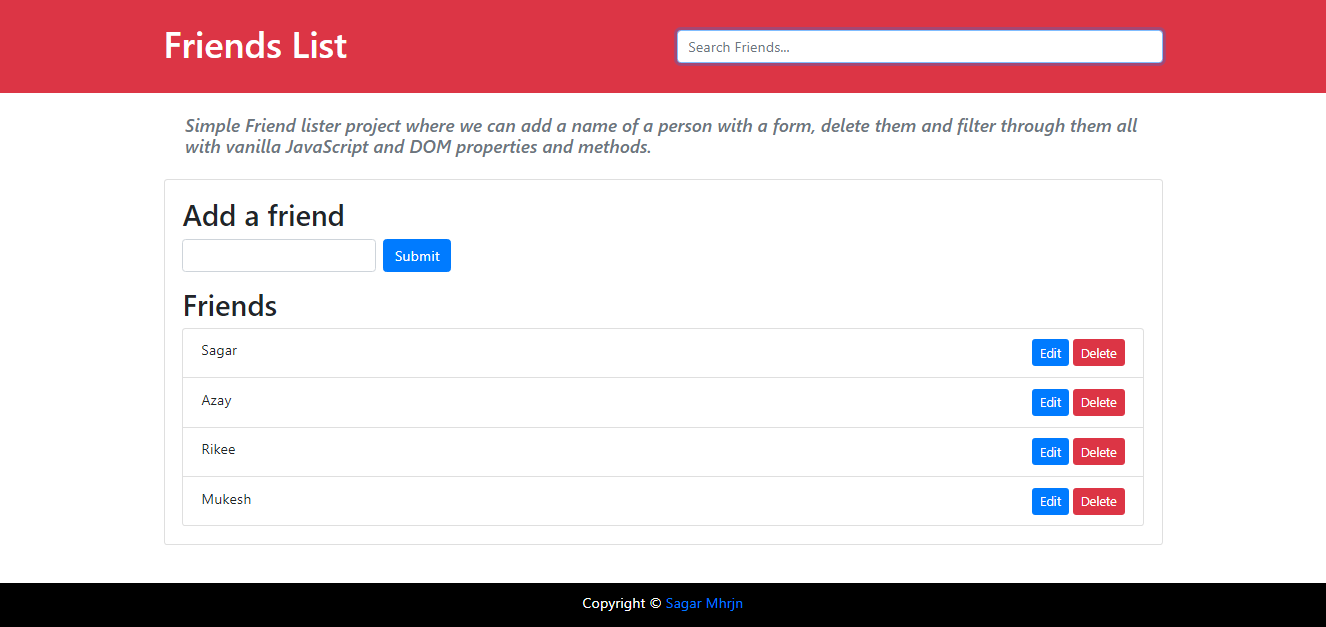 Friends List
Search Friends...
Simple Friend lister project where we can add a name of a person with a form, delete them and filter through them all
with vanilla JavaScript and DOM properties and methods.
Add a friend
Submit
Friends
Sagar Edit Delete
Azay Edit Delete
Rikee Edit Delete
Mukesh Edit Delete
Copyright © Sagar Mhrjn